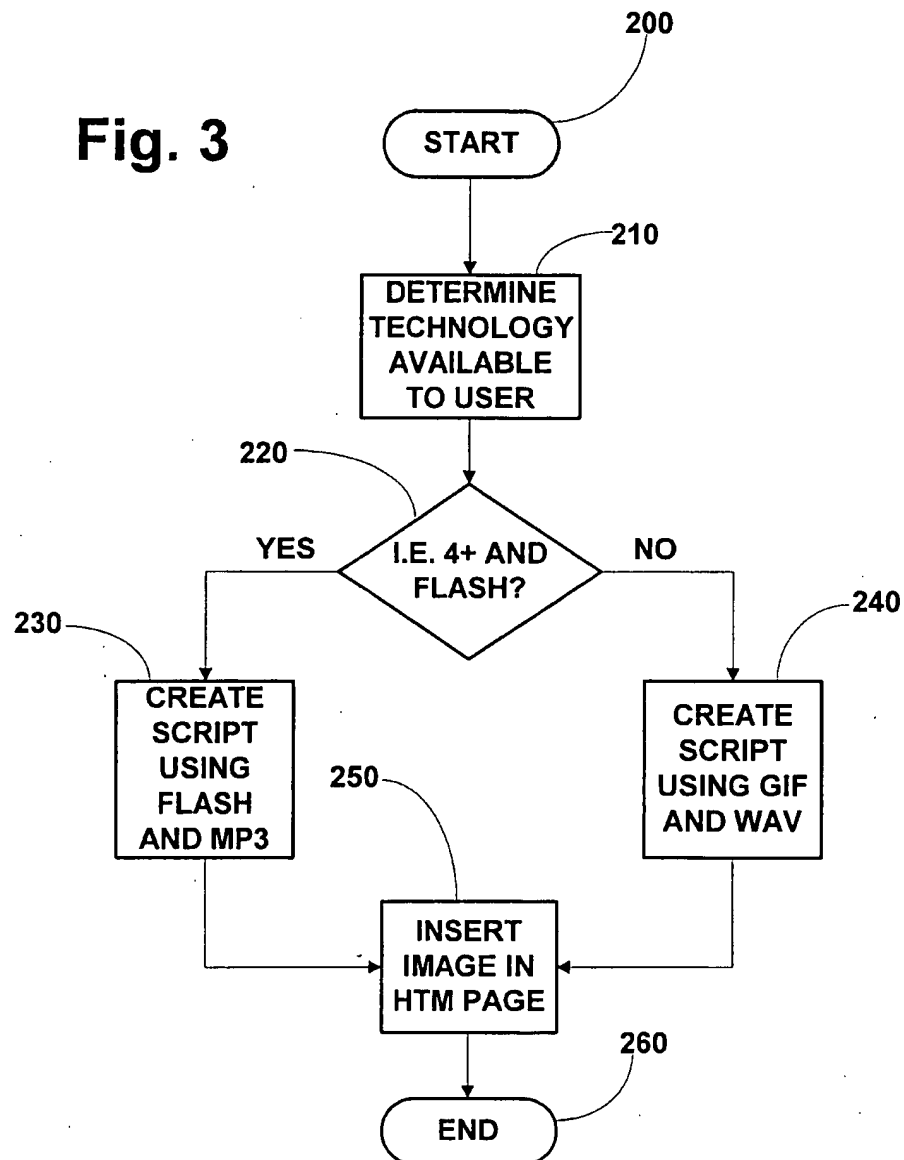 200
Fig. 3
START
210
DETERMINE
TECHNOLOGY
AVAILABLE
TO USER
220
I.E. 4+ AND
FLASH?
YES
NO
230
CREATE
SCRIPT
USING
FLASH
AND MP3
240
CREATE
SCRIPT
USING GIF
AND WAV
250
INSERT
IMAGE IN
HTM PAGE
260
END